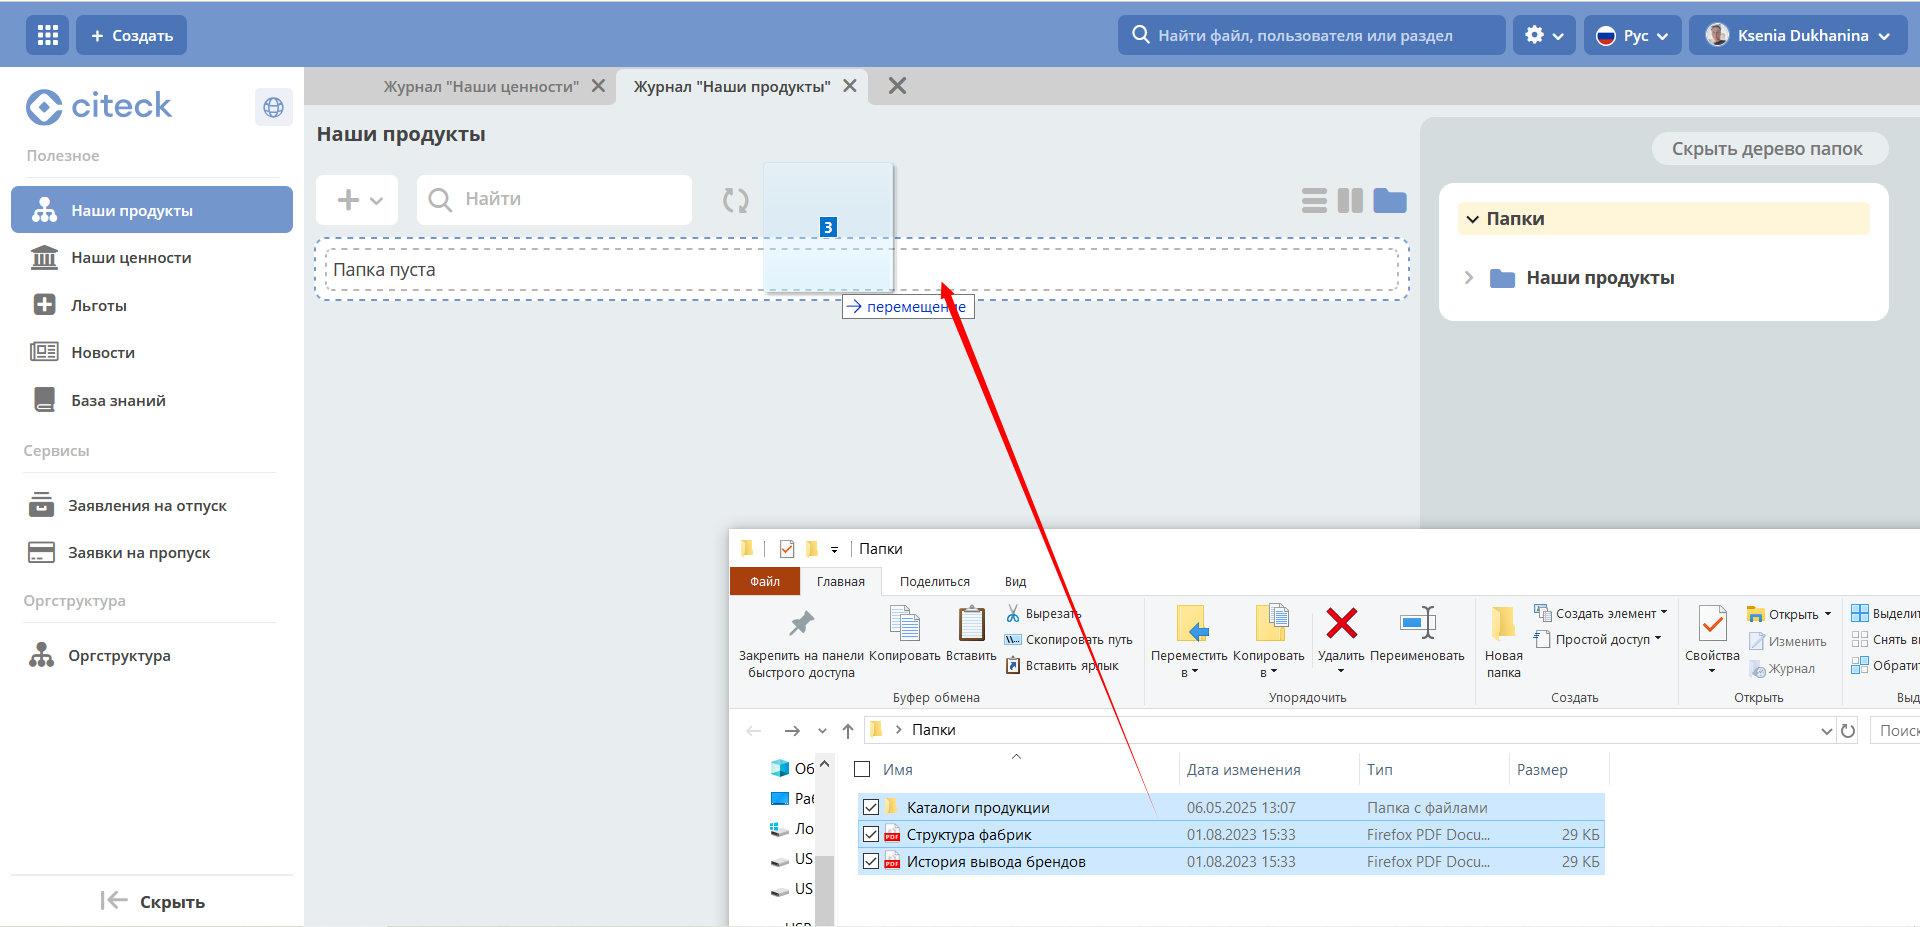 + Создать
Найти файл, пользователя или раздел
Рус
Ksenia Dukhanina
citeck
Журнал "Наши ценности"
Журнал "Наши продукты"
Полезное
Наши продукты
Наши ценности
Льготы
Новости
База знаний
Сервисы
Заявления на отпуск
Заявки на пропуск
Оргструктура
Оргструктура
Скрыть
Наши продукты
Найти
3
Папка пуста
перемещение
Скрыть дерево папок
Папки
Наши продукты
Папки
Файл
Главная
Поделиться
Вид
Закрепить на панели
быстрого доступа
Копировать
Вставить
Вырезать
Скопировать путь
Вставить ярлык
Буфер обмена
Переместить
в
Копировать
в
Удалить
Переименовать
Упорядочить
Новая
папка
Создать элемент
Простой доступ
Создать
Свойства
Открыть
Изменить
Журнал
Открыть
Выделит
Снять в
Обрати
Выд
Папки
Поиск
Об
Раб
Ло
US
US
Имя
Дата изменения
Тип
Размер
Каталоги продукции
06.05.2025 13:07
Папка с файлами
Структура фабрик
01.08.2023 15:33
Firefox PDF Docu...
29 КБ
История вывода брендов
01.08.2023 15:33
Firefox PDF Docu...
29 КБ